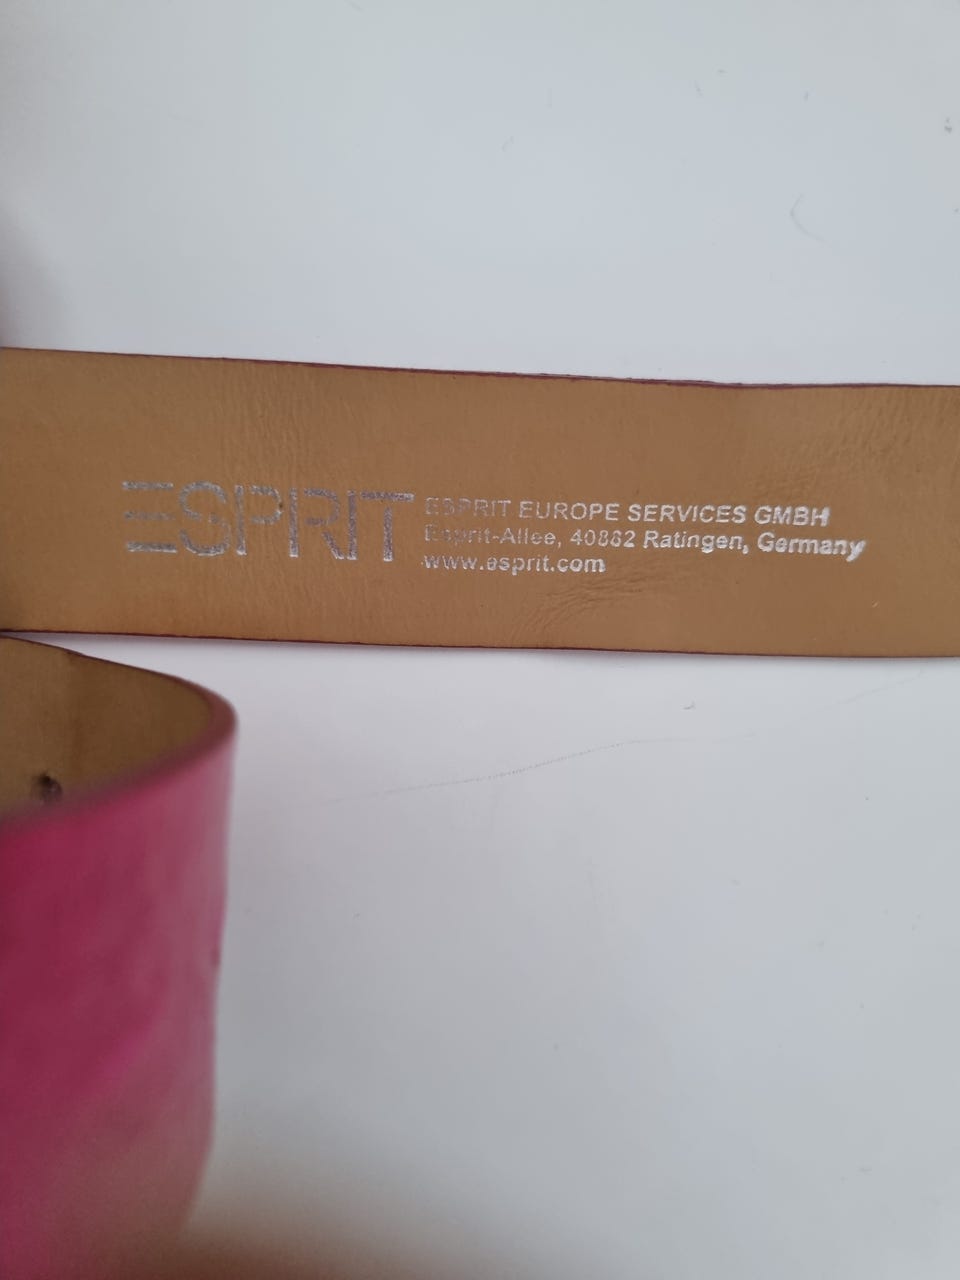 ESPRIT
ESPRIT EUROPE SERVICES GMBH
Esprit-Allee, 40882 Ratingen, Germany
www.esprit.com